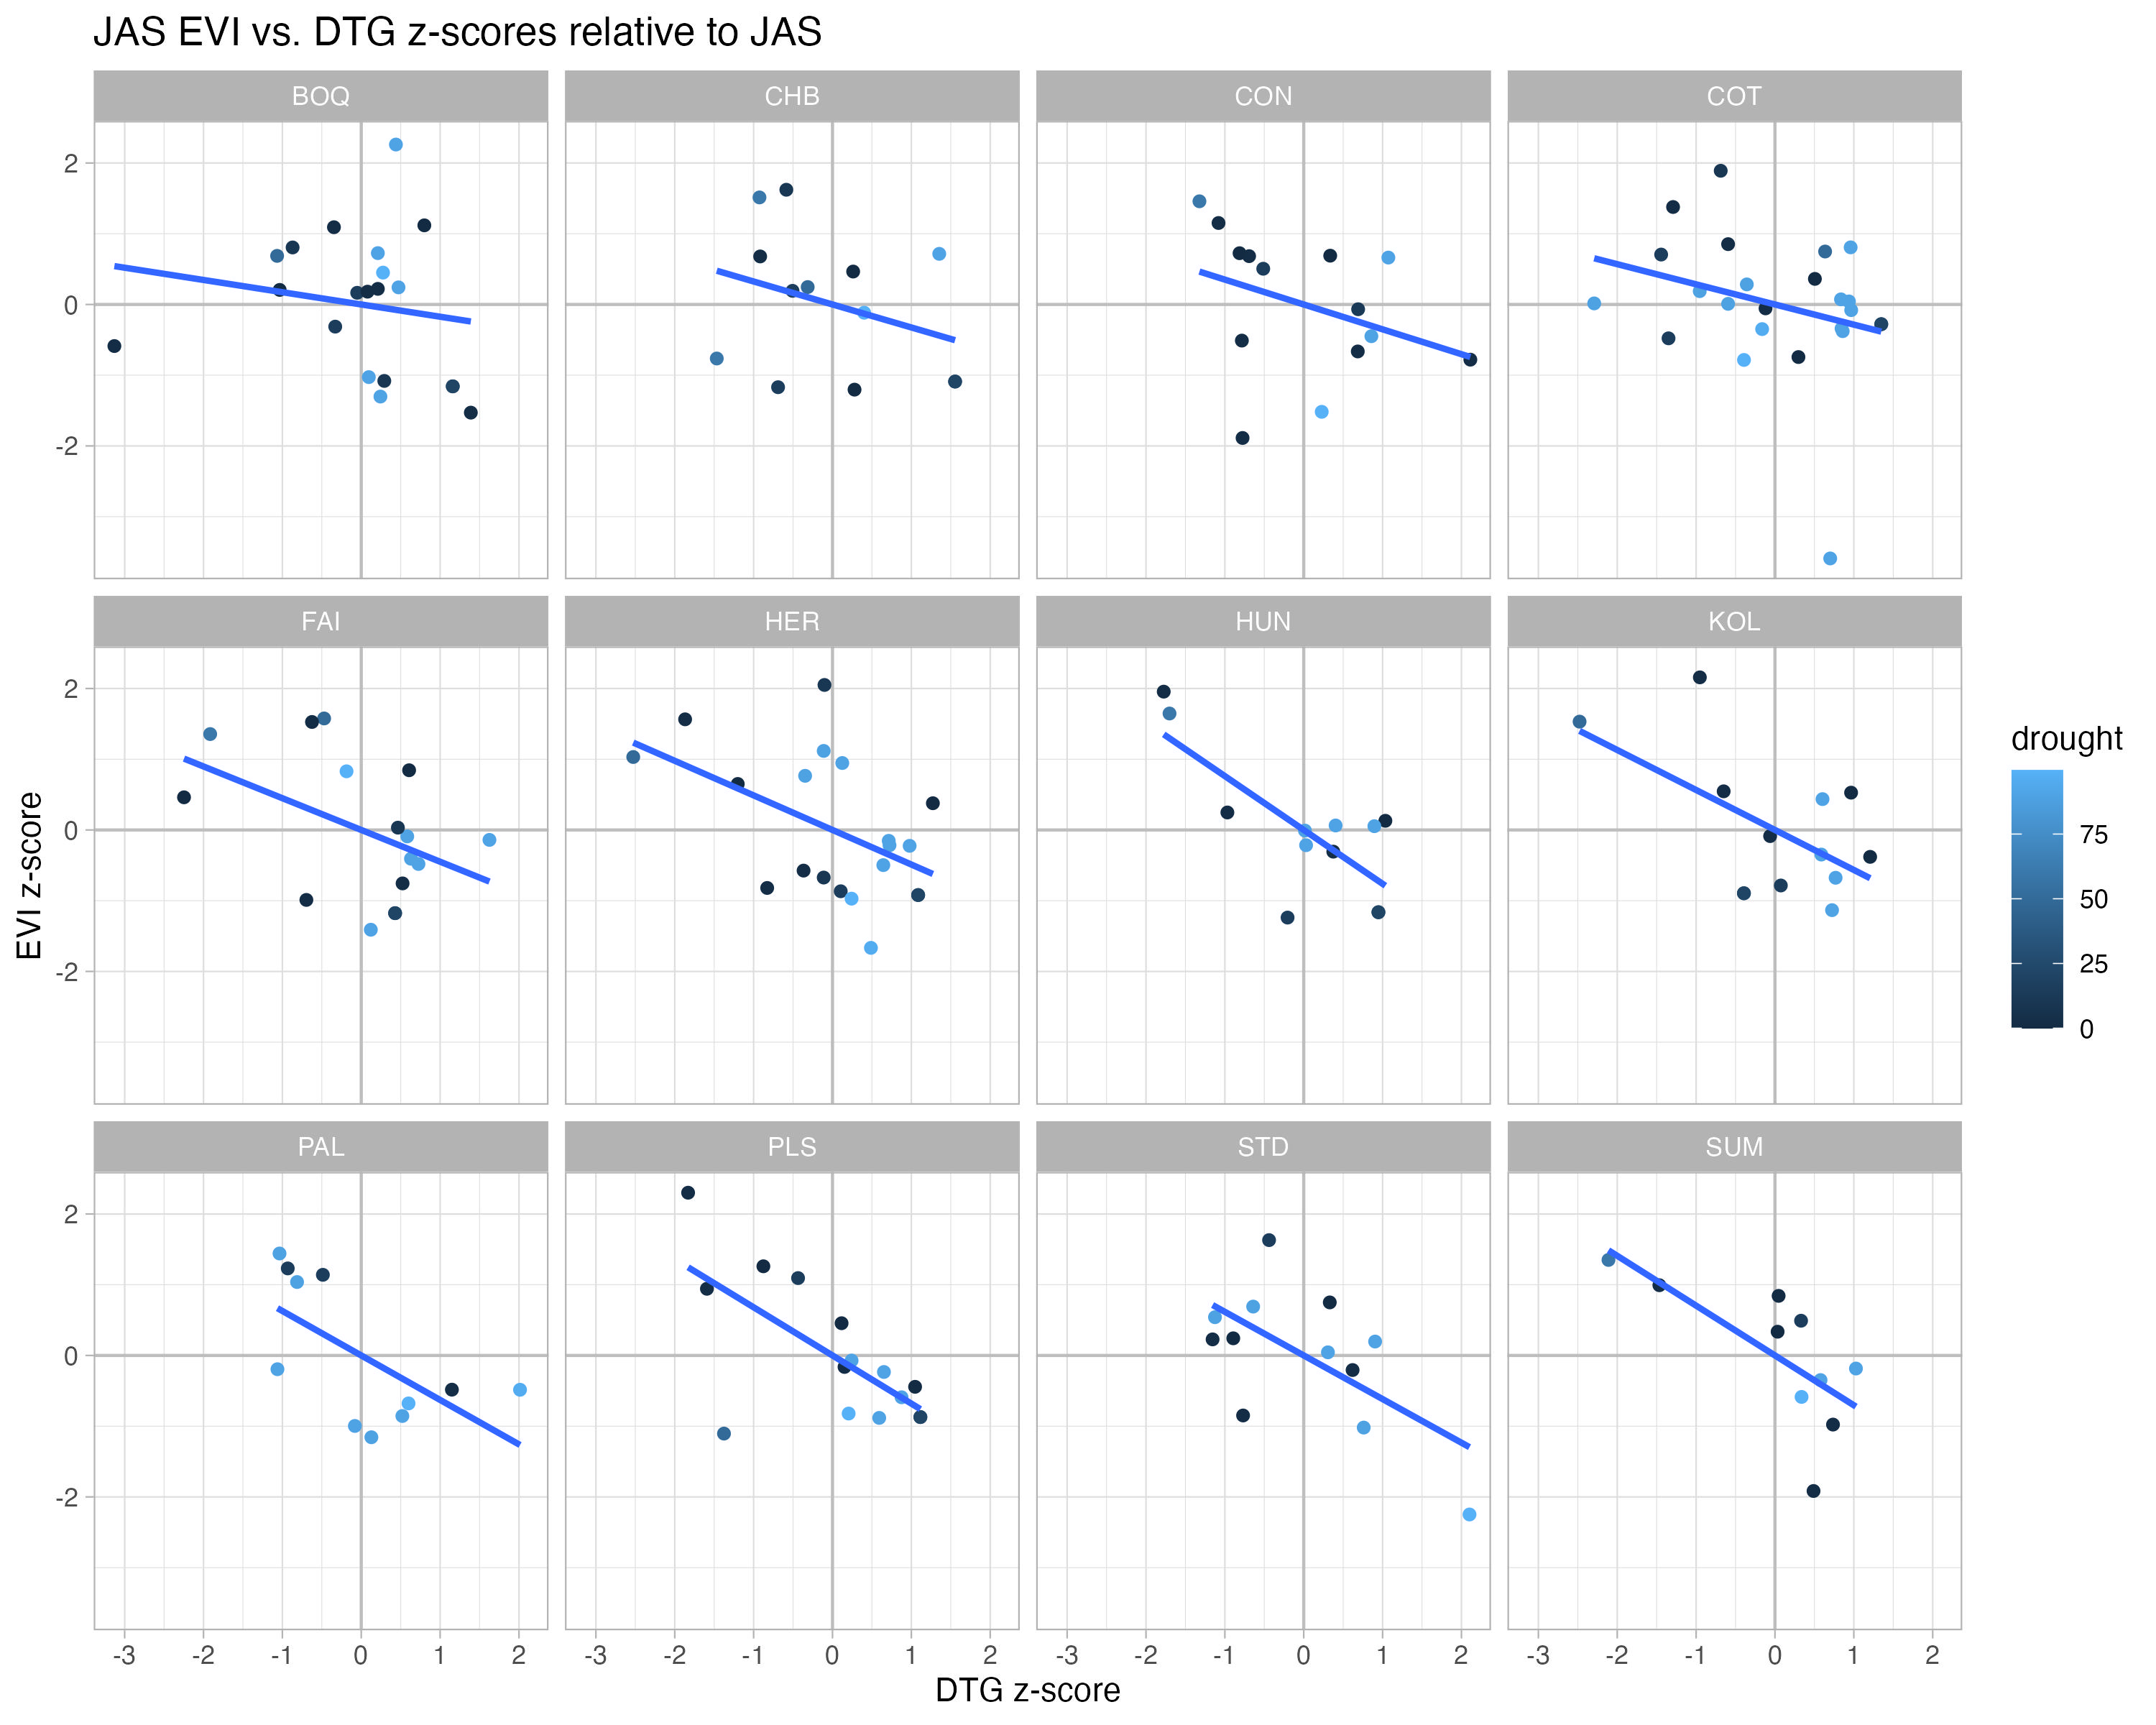 JAS EVI vs. DTG z-scores relative to JAS
BOQ CHB CON COT
2
0
-2
FAI HER HUN KOL
2
0
-2
PAL PLS STD SUM
2
0
-2
-3 -2 -1 0 1 2 -3 -2 -1 0 1 2 -3 -2 -1 0 1 2 -3 -2 -1 0 1 2
DTG z-score
EVI z-score
drought
75
50
25
0